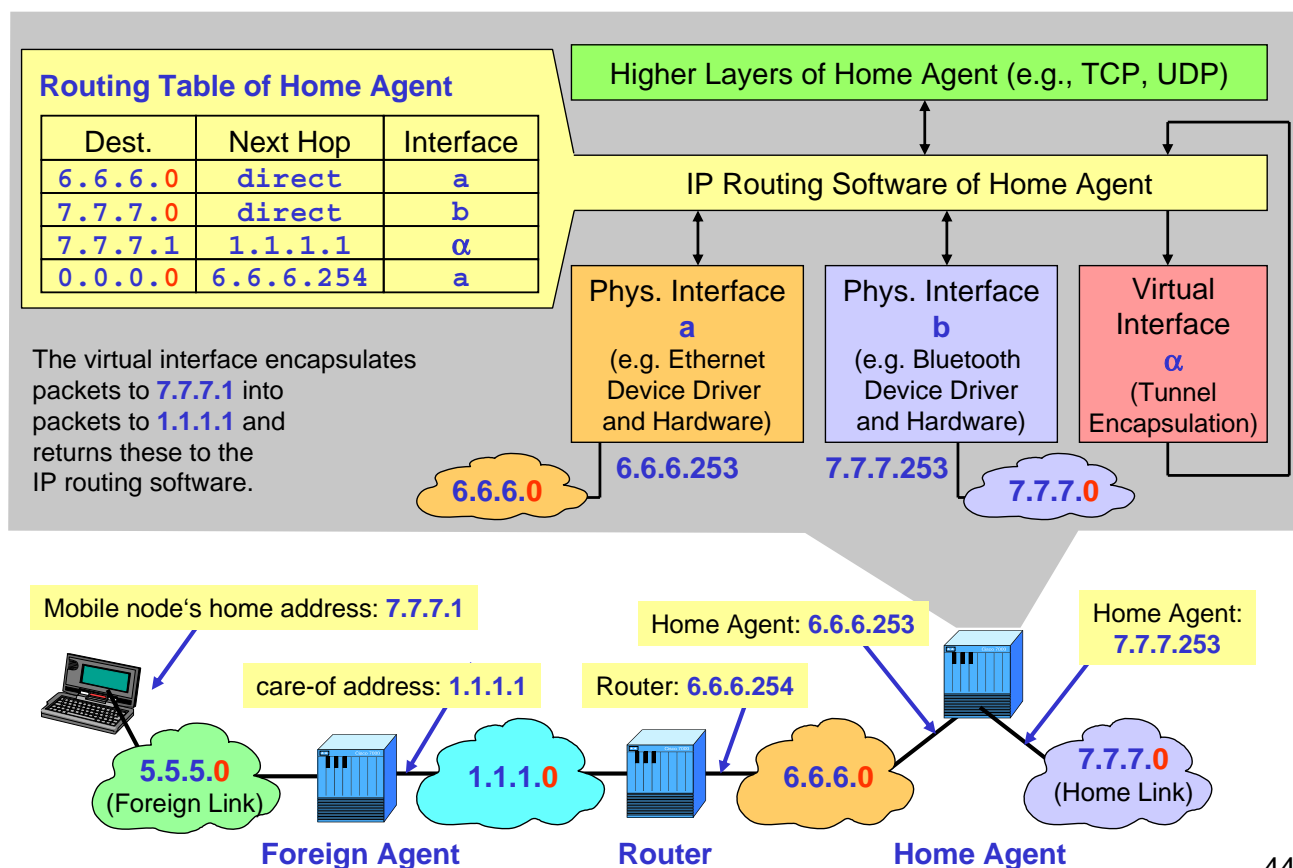 Routing Table of Home Agent
Dest. Next Hop Interface
6.6.6.0 direct a
7.7.7.0 direct b
7.7.7.1 1.1.1.1 α
0.0.0.0 6.6.6.254 a
Higher Layers of Home Agent (e.g., TCP, UDP)
IP Routing Software of Home Agent
Phys. Interface
a
(e.g. Ethernet
Device Driver
and Hardware)
Phys. Interface
b
(e.g. Bluetooth
Device Driver
and Hardware)
Virtual
Interface
α
(Tunnel
Encapsulation)
The virtual interface encapsulates
packets to 7.7.7.1 into
packets to 1.1.1.1 and
returns these to the
IP routing software.
6.6.6.0
6.6.6.253
7.7.7.253
7.7.7.0
Mobile node‘s home address: 7.7.7.1
care-of address: 1.1.1.1
Home Agent: 6.6.6.253
Router: 6.6.6.254
Home Agent:
7.7.7.253
5.5.5.0
(Foreign Link)
1.1.1.0
6.6.6.0
7.7.7.0
(Home Link)
Foreign Agent
Router
Home Agent
44